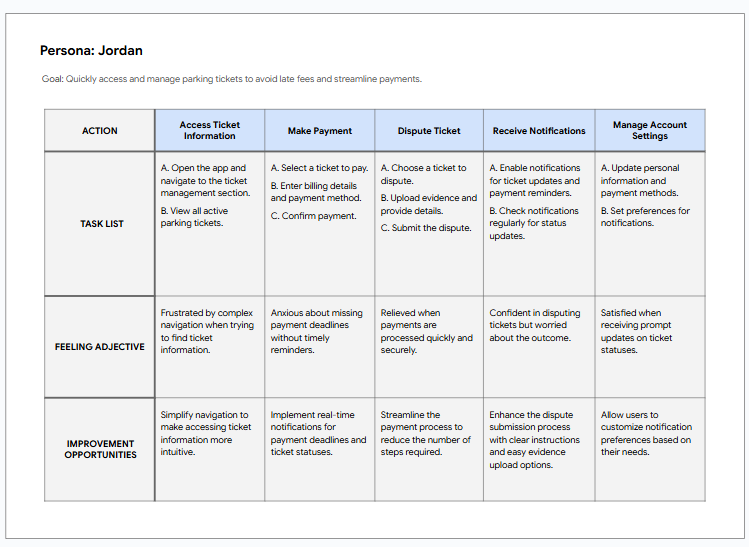 Persona: Jordan
Goal: Quickly access and manage parking tickets to avoid late fees and streamline payments.
ACTION
Access Ticket
Information
Make Payment
Dispute Ticket
Receive Notifications
Manage Account
Settings
TASK LIST
A. Open the app and
navigate to the ticket
management section.
B. View all active
parking tickets.
A. Select a ticket to pay.
B. Enter billing details
and payment method.
C. Confirm payment.
A. Choose a ticket to
dispute.
B. Upload evidence and
provide details.
C. Submit the dispute.
A. Enable notifications
for ticket updates and
payment reminders.
B. Check notifications
regularly for status
updates.
A. Update personal
information and
payment methods.
B. Set preferences for
notifications.
FEELING ADJECTIVE
Frustrated by complex
navigation when trying
to find ticket
information.
Anxious about missing
payment deadlines
without timely
reminders.
Relieved when
payments are
processed quickly and
securely.
Confident in disputing
tickets but worried
about the outcome.
Satisfied when
receiving prompt
updates on ticket
statuses.
IMPROVEMENT
OPPORTUNITIES
Simplify navigation to
make accessing ticket
information more
intuitive.
Implement real-time
notifications for
payment deadlines and
ticket statuses.
Streamline the
payment process to
reduce the number of
steps required.
Enhance the dispute
submission process
with clear instructions
and easy evidence
upload options.
Allow users to
customize notification
preferences based on
their needs.